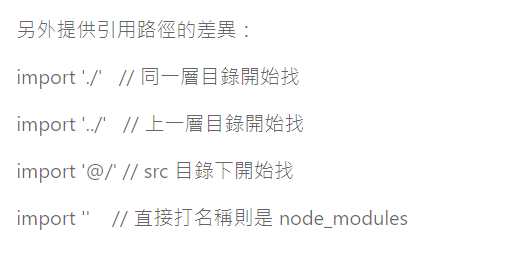 另外提供引用路徑的差異：
import './'   // 同一層目錄開始找
import '../'   // 上一層目錄開始找
import '@/' // src 目錄下開始找
import ''    // 直接打名稱則是 node_modules